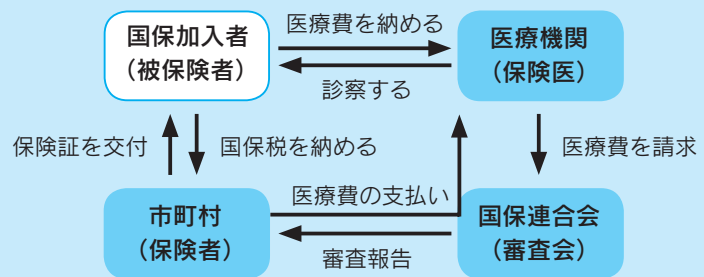 国保加入者
（被保険者）
医療費を納める
診察する
医療機関
（保険医）
保険証を交付
国保税を納める
医療費を請求
市町村
（保険者）
医療費の支払い
審査報告
国保連合会
（審査会）